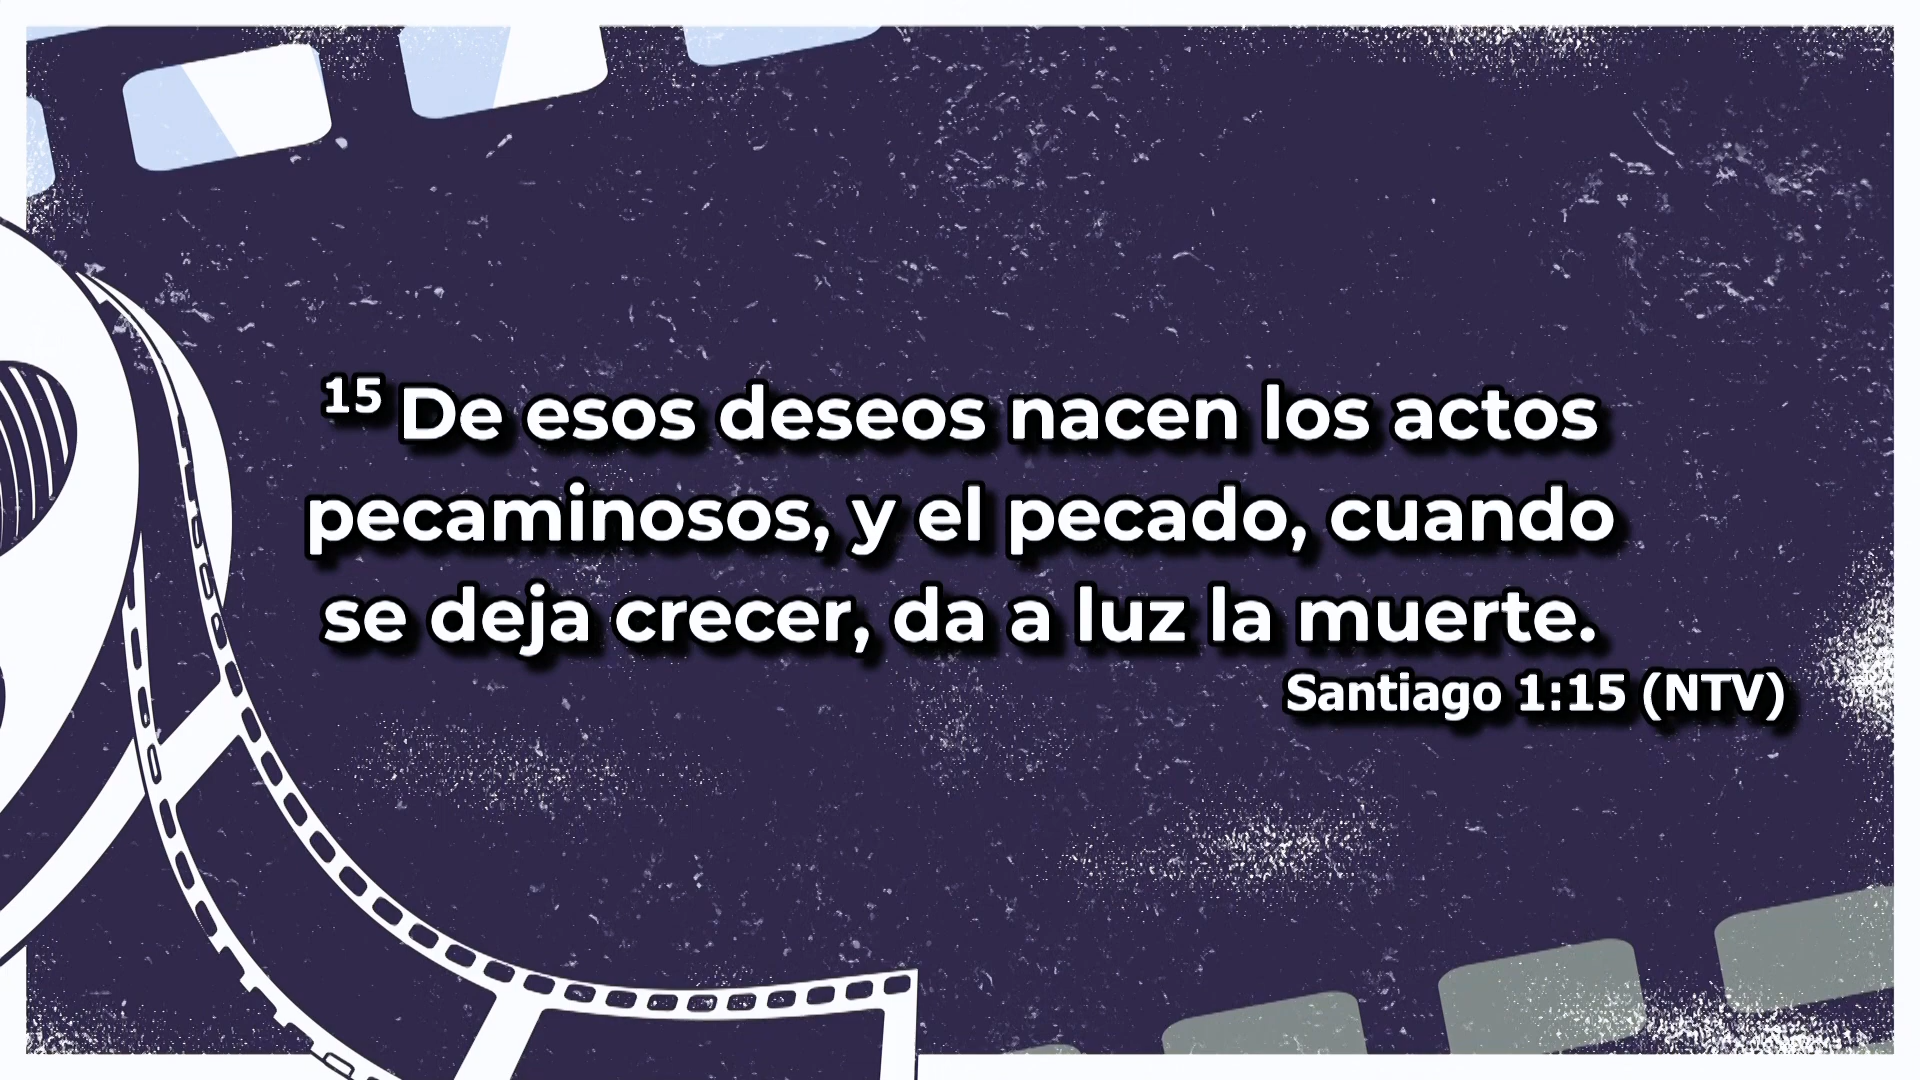 15 De esos deseos nacen los actos
pecaminosos, y el pecado, cuando
se deja crecer, da a luz la muerte.
Santiago 1:15 (NTV)